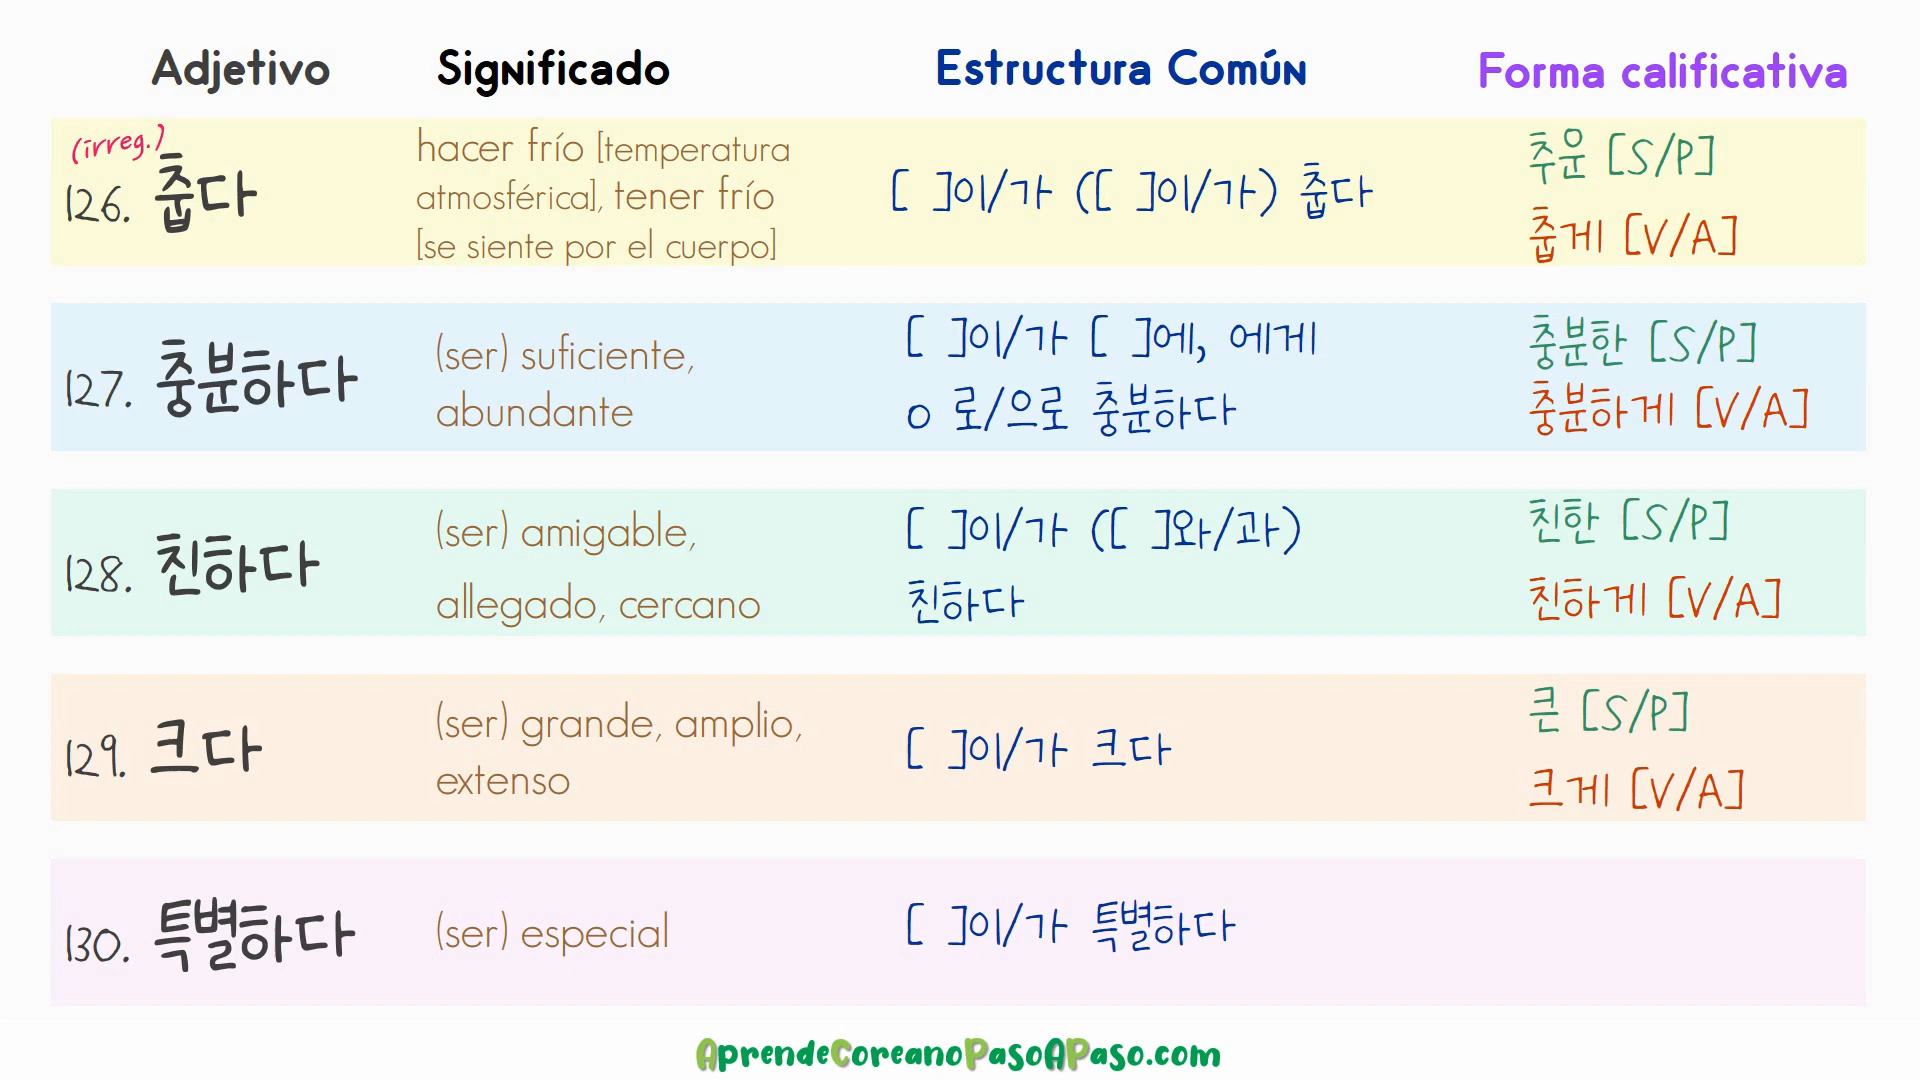 Adjetivo Significado Estructura Común Forma calificativa
(irreg.)
126. 춥다
hacer frío [temperatura
atmosférica], tener frío
[se siente por el cuerpo]
[ ]이/가 ([ ]이/가) 춥다
추운 [S/P]
춥게 [V/A]
127. 충분하다
(ser) suficiente,
abundante
[ ]이/가 [ ]에, 에게
o 로/으로 충분하다
충분한 [S/P]
충분하게 [V/A]
128. 친하다
(ser) amigable,
allegado, cercano
[ ]이/가 ([ ]와/과)
친하다
친한 [S/P]
친하게 [V/A]
129. 크다
(ser) grande, amplio,
extenso
[ ]이/가 크다
큰 [S/P]
크게 [V/A]
130. 특별하다
(ser) especial
[ ]이/가 특별하다
AprendeCoreanoPasoAPaso.com